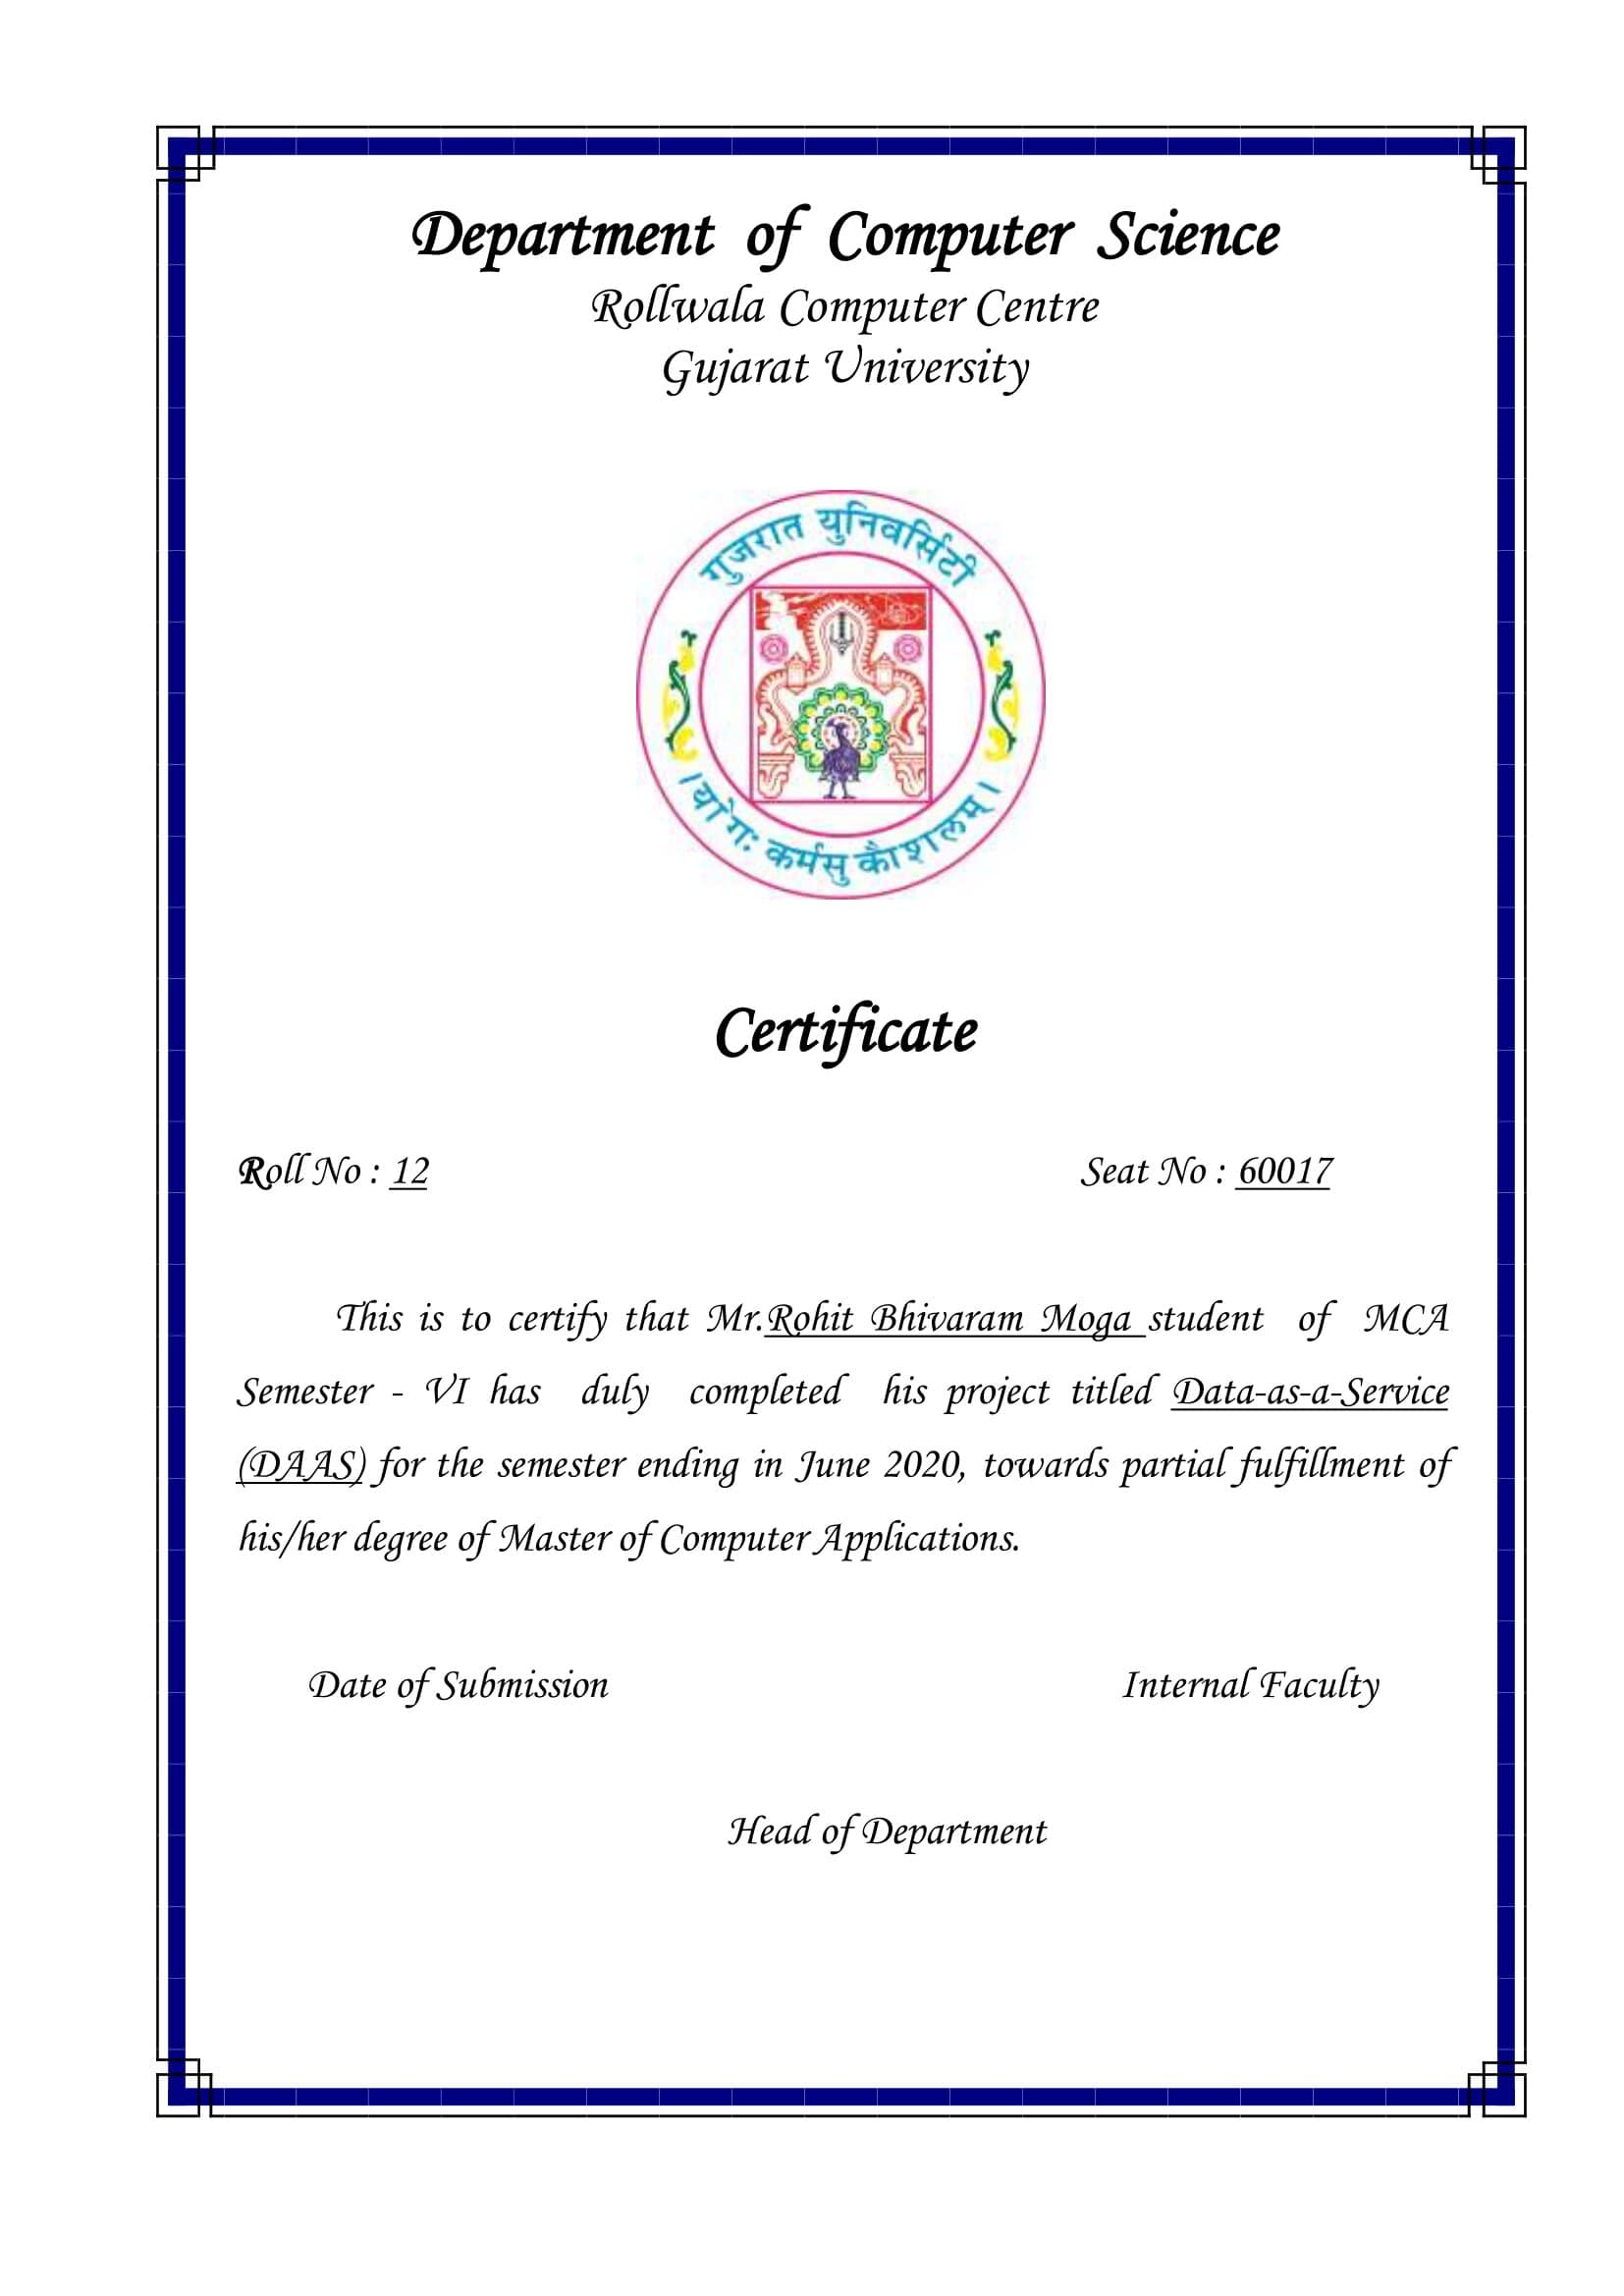 Department of Computer Science
Rollwala Computer Centre
Gujarat University
गुजरात युनिवर्सिटी
। योगः कर्मसु कौशलम् ।
Certificate
Roll No : 12 Seat No : 60017
This is to certify that Mr.Rohit Bhivaram Moga student of MCA
Semester - VI has duly completed his project titled Data-as-a-Service
(DAAS) for the semester ending in June 2020, towards partial fulfillment of
his/her degree of Master of Computer Applications.
Date of Submission Internal Faculty
Head of Department